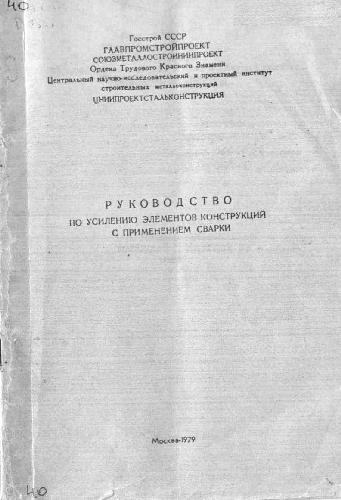 40
Госстрой СССР
ГЛАВПРОМСТРОЙПРОЕКТ
СОЮЗМЕТАЛЛОСТРОЙНИИПРОЕКТ
Ордена Трудового Красного Знамени
Центральный научно-исследовательский и проектный институт
строительных металлоконструкций
ЦНИИПРОЕКТСТАЛЬКОНСТРУКЦИЯ
РУКОВОДСТВО
ПО УСИЛЕНИЮ ЭЛЕМЕНТОВ КОНСТРУКЦИЙ
С ПРИМЕНЕНИЕМ СВАРКИ
Москва-1979
40